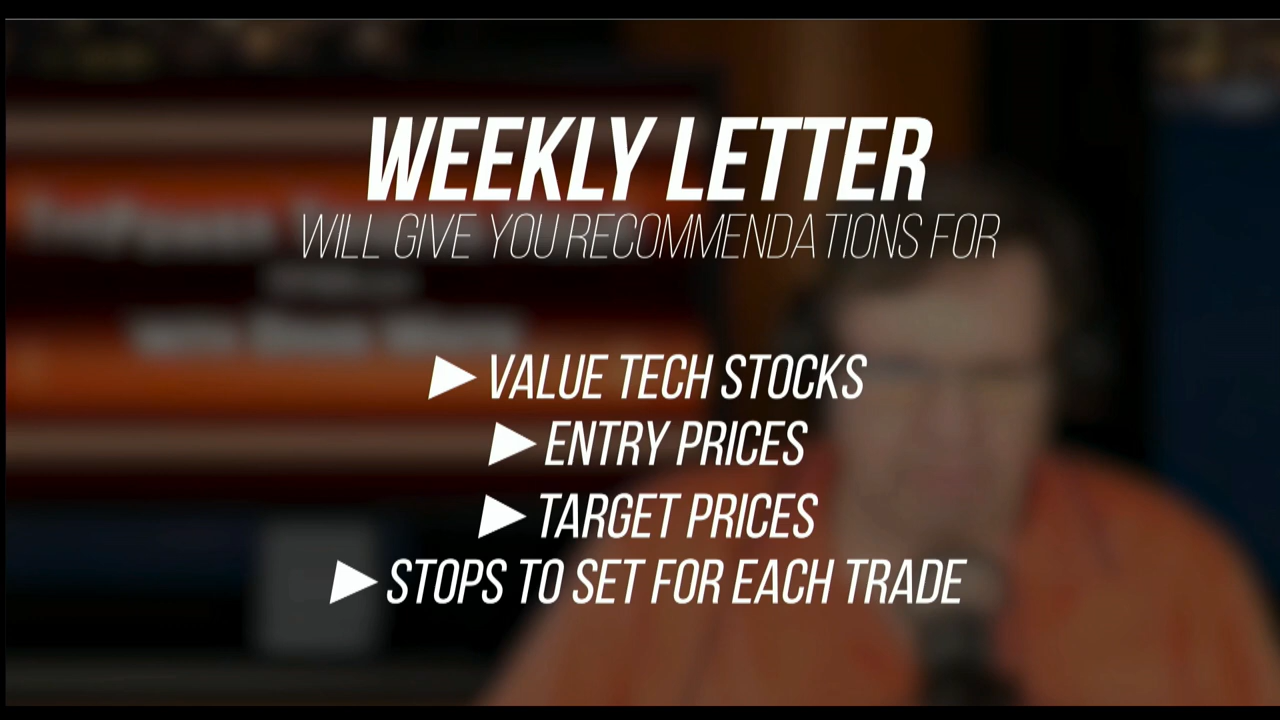 WEEKLY LETTER
WILL GIVE YOU RECOMMENDATIONS FOR
▶ VALUE TECH STOCKS
▶ ENTRY PRICES
▶ TARGET PRICES
▶ STOPS TO SET FOR EACH TRADE